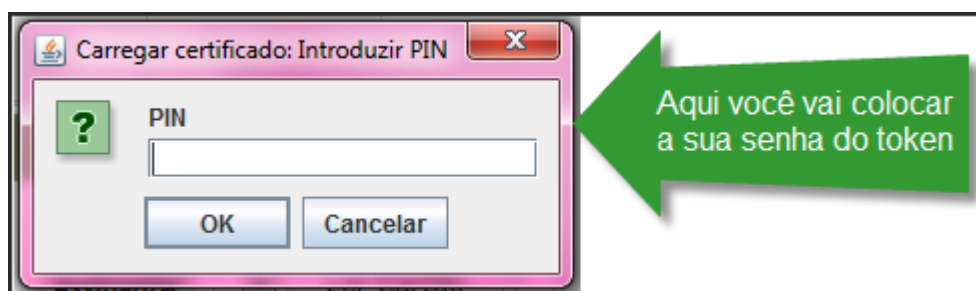 Carregar certificado: Introduzir PIN
PIN
OK Cancelar
Aqui você vai colocar
a sua senha do token